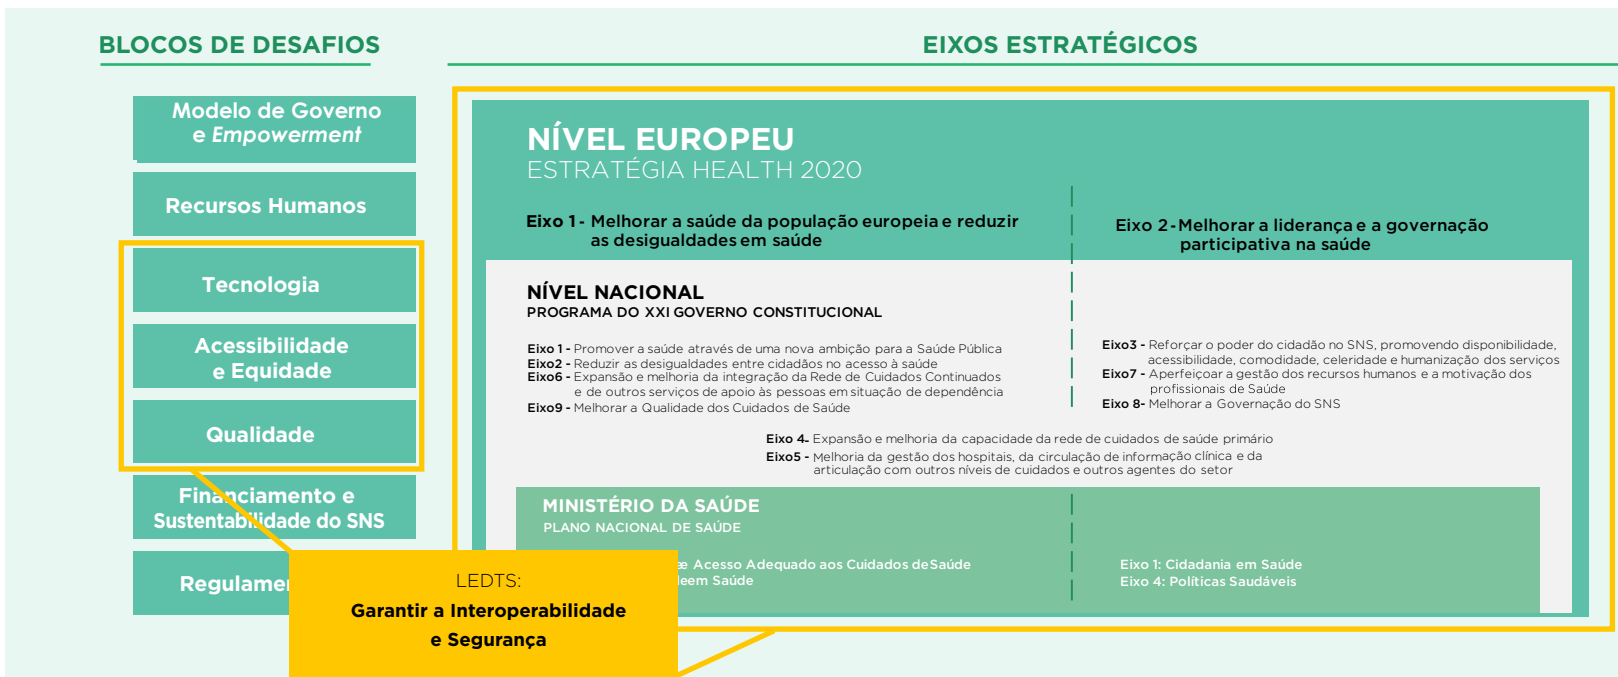 BLOCOS DE DESAFIOS
EIXOS ESTRATÉGICOS
Modelo de Governo
e Empowerment
Recursos Humanos
Tecnologia
Acessibilidade
e Equidade
Qualidade
Financiamento e
Sustentabilidade do SNS
NÍVEL EUROPEU
ESTRATÉGIA HEALTH 2020
Eixo 1 - Melhorar a saúde da população europeia e reduzir
as desigualdades em saúde
Eixo 2 - Melhorar a liderança e a governação
participativa na saúde
NÍVEL NACIONAL
PROGRAMA DO XXI GOVERNO CONSTITUCIONAL
Eixo 1 - Promover a saúde através de uma nova ambição para a Saúde Pública
Eixo2 - Reduzir as desigualdades entre cidadãos no acesso à saúde
Eixo6 - Expansão e melhoria da integração da Rede de Cuidados Continuados
e de outros serviços de apoio às pessoas em situação de dependência
Eixo9 - Melhorar a Qualidade dos Cuidados de Saúde
Eixo3 - Reforçar o poder do cidadão no SNS, promovendo disponibilidade,
acessibilidade, comodidade, celeridade e humanização dos serviços
Eixo7 - Aperfeiçoar a gestão dos recursos humanos e a motivação dos
profissionais de Saúde
Eixo 8- Melhorar a Governação do SNS
Eixo 4- Expansão e melhoria da capacidade da rede de cuidados de saúde primário
Eixo5 - Melhoria da gestão dos hospitais, da circulação de informação clínica e da
articulação com outros níveis de cuidados e outros agentes do setor
MINISTÉRIO DA SAÚDE
PLANO NACIONAL DE SAÚDE
Acesso Adequado aos Cuidados deSaúde
Saúde
Eixo 1: Cidadania em Saúde
Eixo 4: Políticas Saudáveis
LEDTS:
Garantir a Interoperabilidade
e Segurança